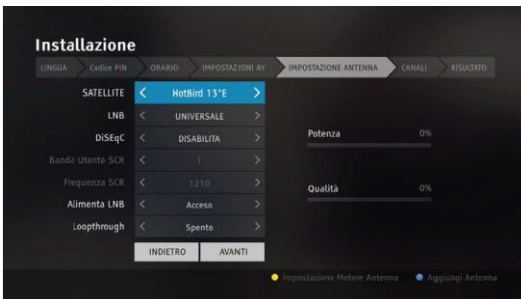 Installazione
LINGUA Codice PIN ORARIO IMPOSTAZIONI AV IMPOSTAZIONE ANTENNA CANALI RISULTATO
SATELLITE < HotBird 13°E >
LNB < UNIVERSALE >
DiSEqC < DISABILITA >
Potenza 0%
Banda Utente SCR < 1 >
Frequenza SCR < 1210 >
Qualità 0%
Alimenta LNB < Acceso >
Loopthrough < Spento >
INDIETRO AVANTI
Impostazione Motore Antenna Aggiungi Antenna